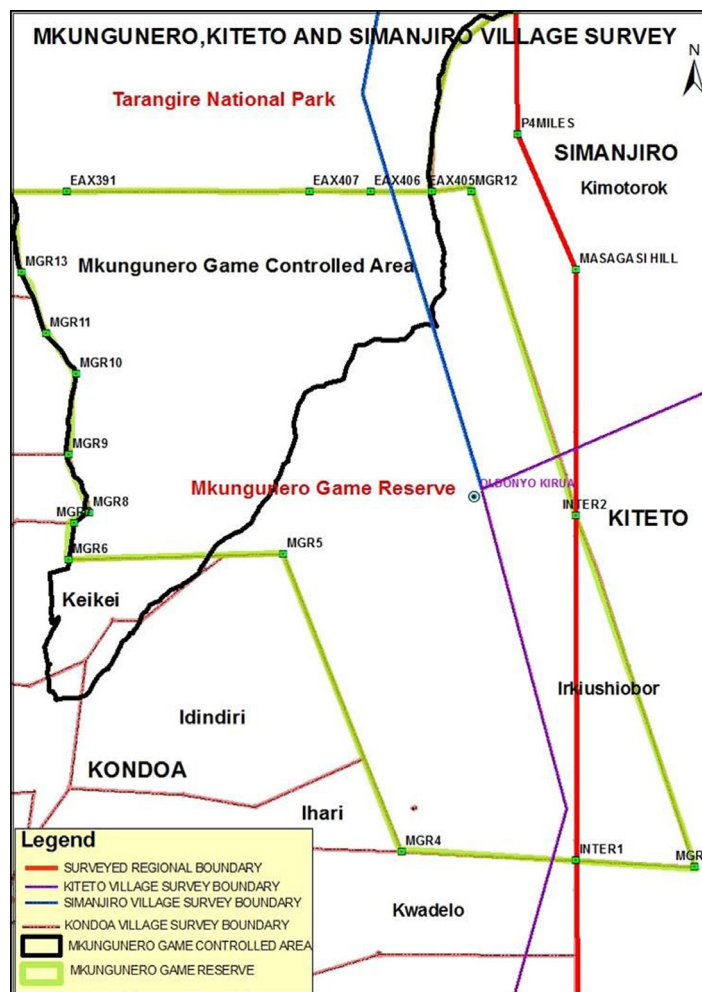 MKUNGUNERO,KITETO AND SIMANJIRO VILLAGE SURVEY
N
Tarangire National Park
P4MILES
SIMANJIRO
Kimotorok
EAX391
EAX407
EAX406
EAX405
MGR12
MGR13
Mkungunero Game Controlled Area
MASAGASI HILL
MGR11
MGR10
MGR9
Mkungunero Game Reserve
OLDONYO KIRUA
MGR8
INTER2
KITETO
MGR6
MGR5
Keikei
Irkiushiobor
Idindiri
KONDOA
Ihari
MGR4
INTER1
MGR
Kwadelo
Legend
SURVEYED REGIONAL BOUNDARY
KITETO VILLAGE SURVEY BOUNDARY
SIMANJIRO VILLAGE SURVEY BOUNDARY
KONDOA VILLAGE SURVEY BOUNDARY
MKUNGUNERO GAME CONTROLLED AREA
MKUNGUNERO GAME RESERVE